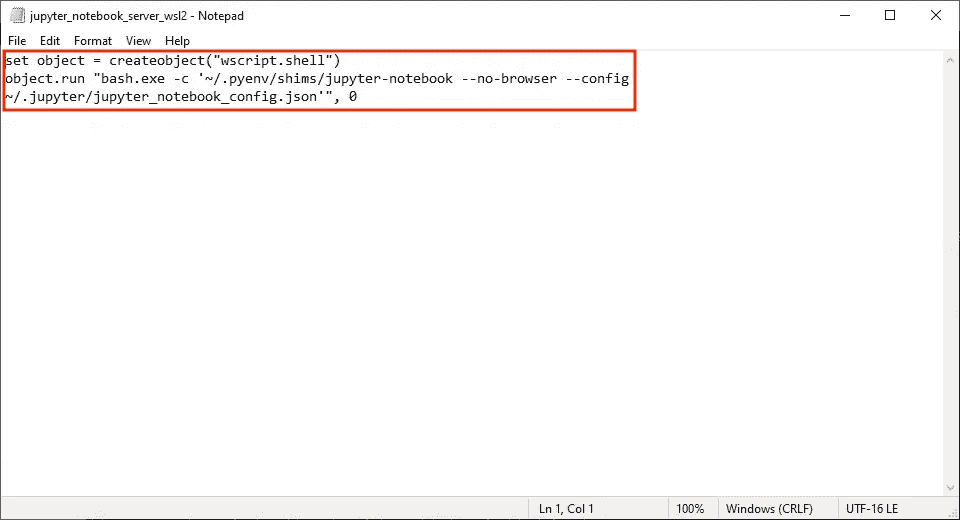 jupyter_notebook_server_wsl2 - Notepad
File Edit Format View Help
set object = createobject("wscript.shell")
object.run "bash.exe -c '~/.pyenv/shims/jupyter-notebook --no-browser --config
~/.jupyter/jupyter_notebook_config.json'", 0
Ln 1, Col 1 100% Windows (CRLF) UTF-16 LE